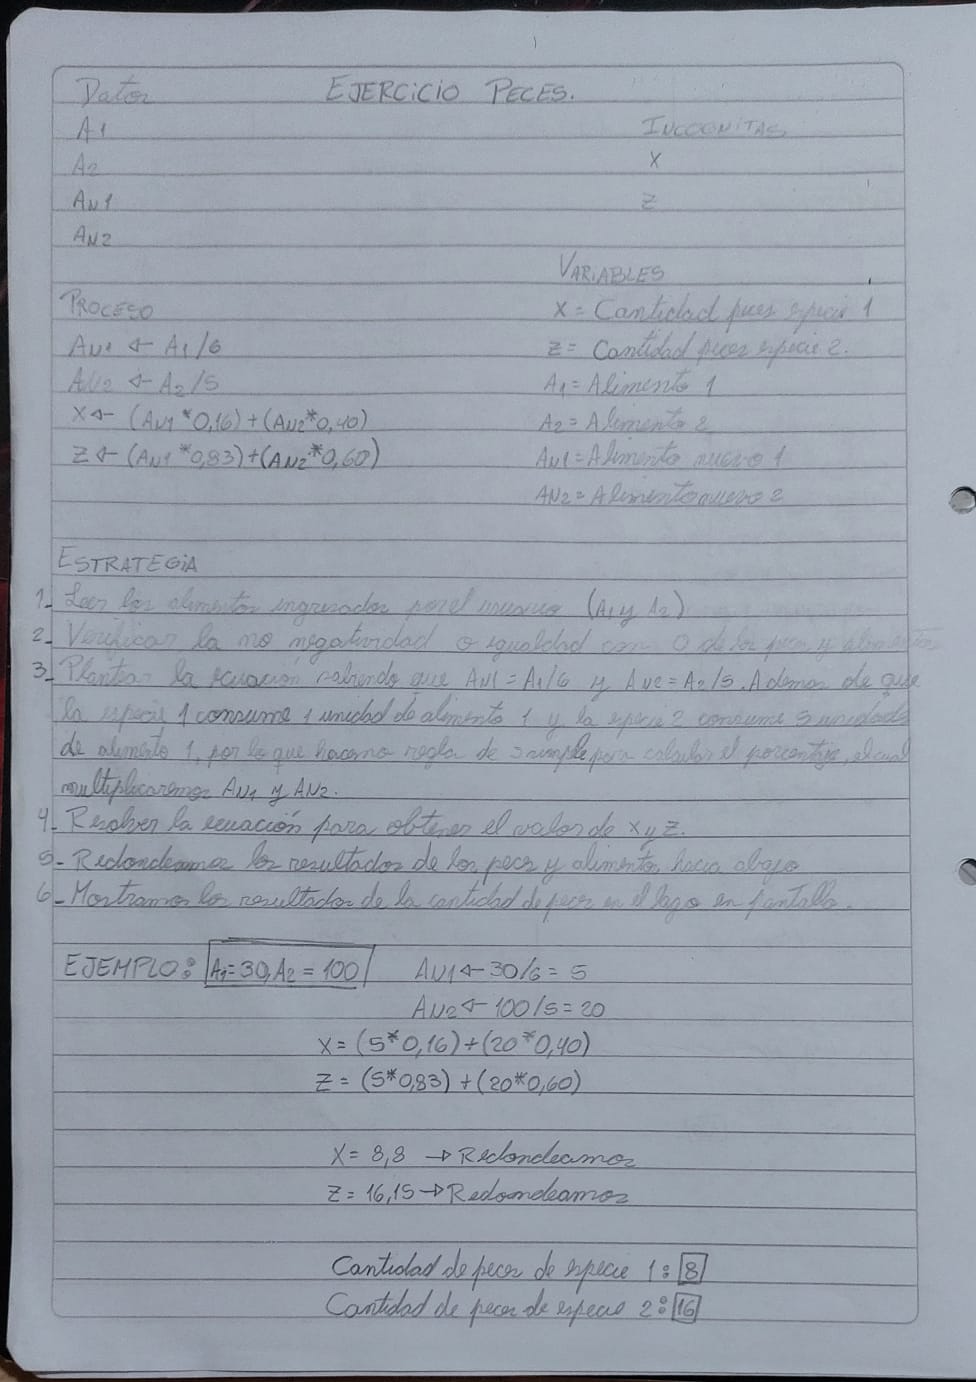 Datos EJERCICIO PECES.
A1 INCOGNITAS
A2 X
AN1 Z
AN2
VARIABLES
PROCESO X = Cantidad peces especie 1
AN1 ← A1/6 Z = Cantidad peces especie 2.
AN2 ← A2/5 A1 = Alimento 1
X ← (AN1*0,16)+(AN2*0,40) A2 = Alimento 2
Z ← (AN1*0,83)+(AN2*0,60) AN1 = Alimento nuevo 1
AN2 = Alimento nuevo 2
ESTRATEGIA
1- Leer los alimentos ingresados por el usuario (A1 y A2)
2- Verificar la no negatividad o igualdad con 0 de los peces y alimentos
3- Plantear la ecuación sabiendo que AN1 = A1/6 y AN2 = A2/5. Ademas de que
la especie 1 consume 1 unidad de alimento 1 y la especie 2 consume 5 unidades
de alimento 1, por lo que hacemo regla de 3 simple para calcular el porcentaje, el cual
multiplicaremos AN1 y AN2.
4- Resolver la ecuación para obtener el valor de X y Z.
5- Redondeamos los resultados de los peces y alimentos hacia abajo
6- Mostramos los resultados de la cantidad de peces en el lago en pantalla.
EJEMPLO: A1=30, A2=100 AN1 ← 30/6 = 5
AN2 ← 100/5 = 20
X = (5*0,16)+(20*0,40)
Z = (5*0,83)+(20*0,60)
X = 8,8 → Redondeamos
Z = 16,15 → Redondeamos
Cantidad de peces de especie 1: 8
Cantidad de peces de especie 2: 16